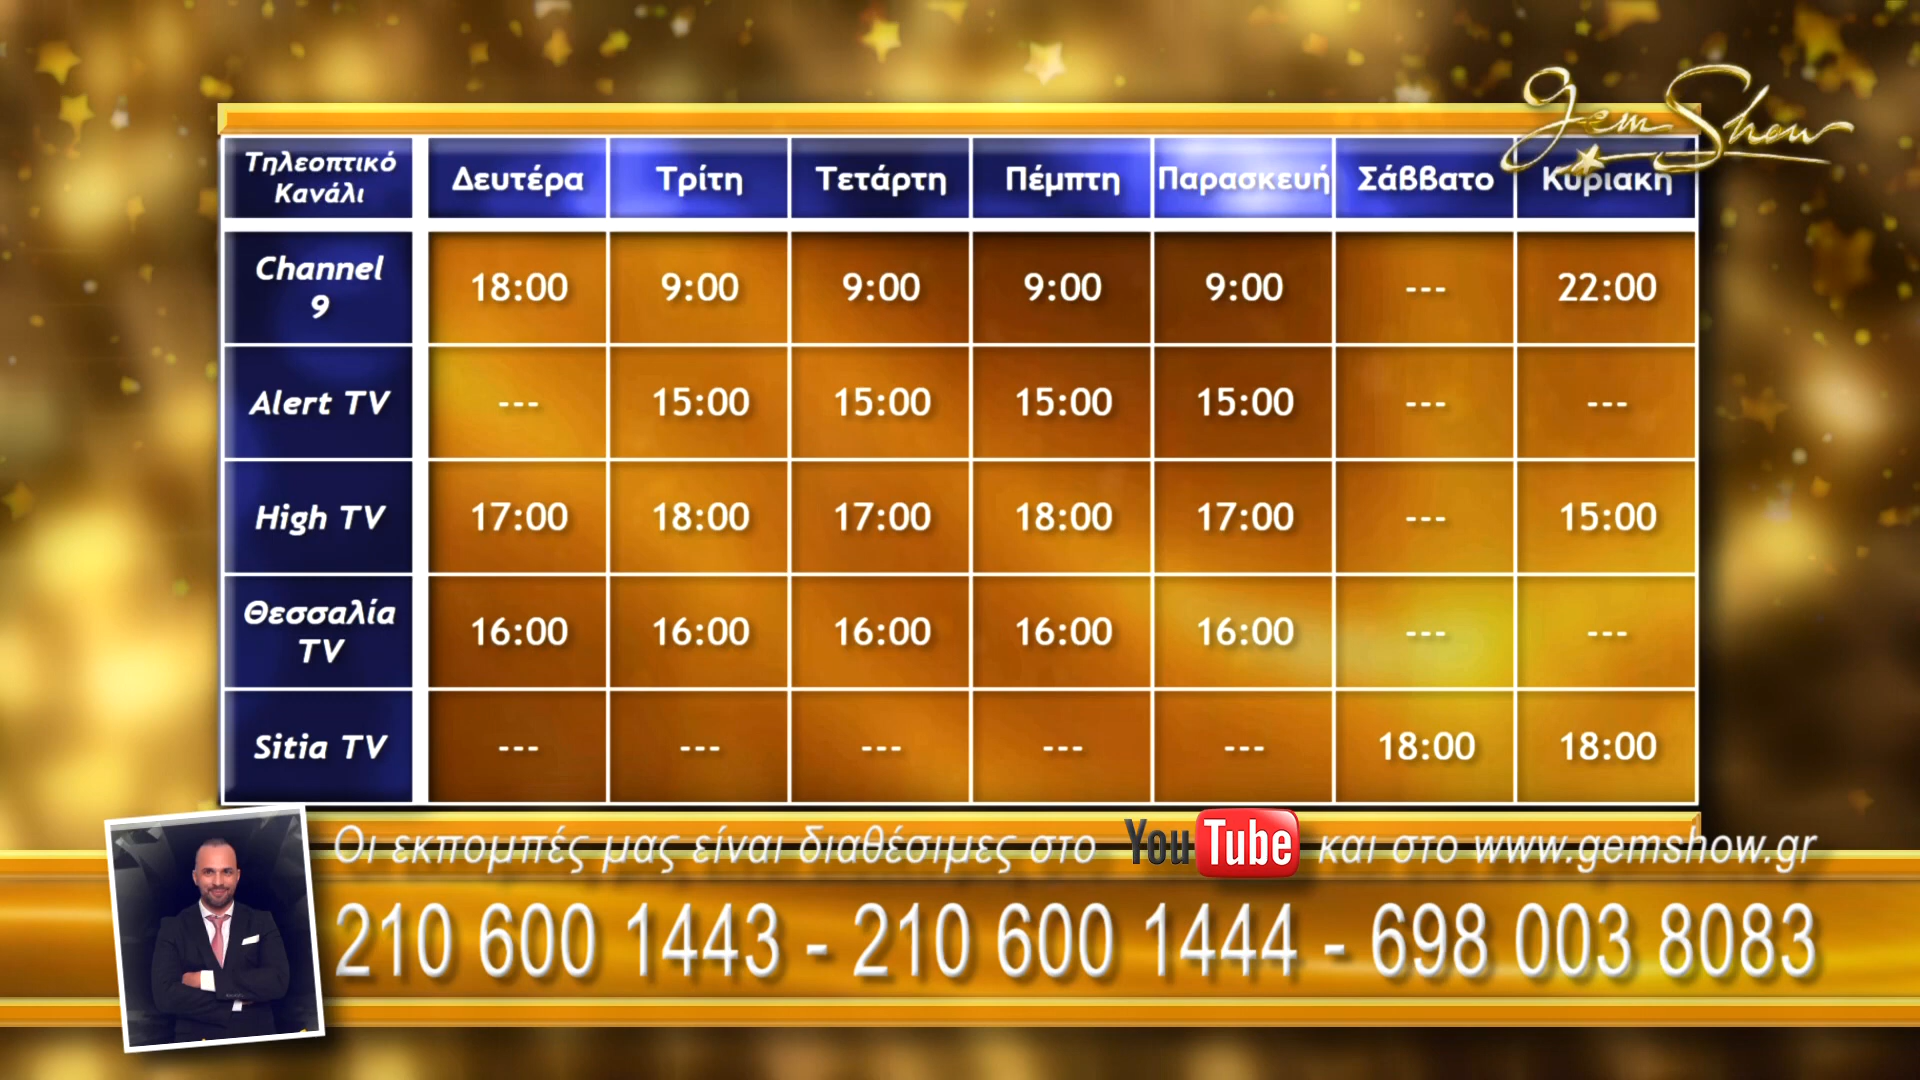 Gem Show
Τηλεοπτικό
Κανάλι
Δευτέρα Τρίτη Τετάρτη Πέμπτη Παρασκευή Σάββατο Κυριακή
Channel
9
18:00 9:00 9:00 9:00 9:00 --- 22:00
Alert TV --- 15:00 15:00 15:00 15:00 --- ---
High TV 17:00 18:00 17:00 18:00 17:00 --- 15:00
Θεσσαλία
TV
16:00 16:00 16:00 16:00 16:00 --- ---
Sitia TV --- --- --- --- --- 18:00 18:00
Οι εκπομπές μας είναι διαθέσιμες στο YouTube και στο www.gemshow.gr
210 600 1443 - 210 600 1444 - 698 003 8083